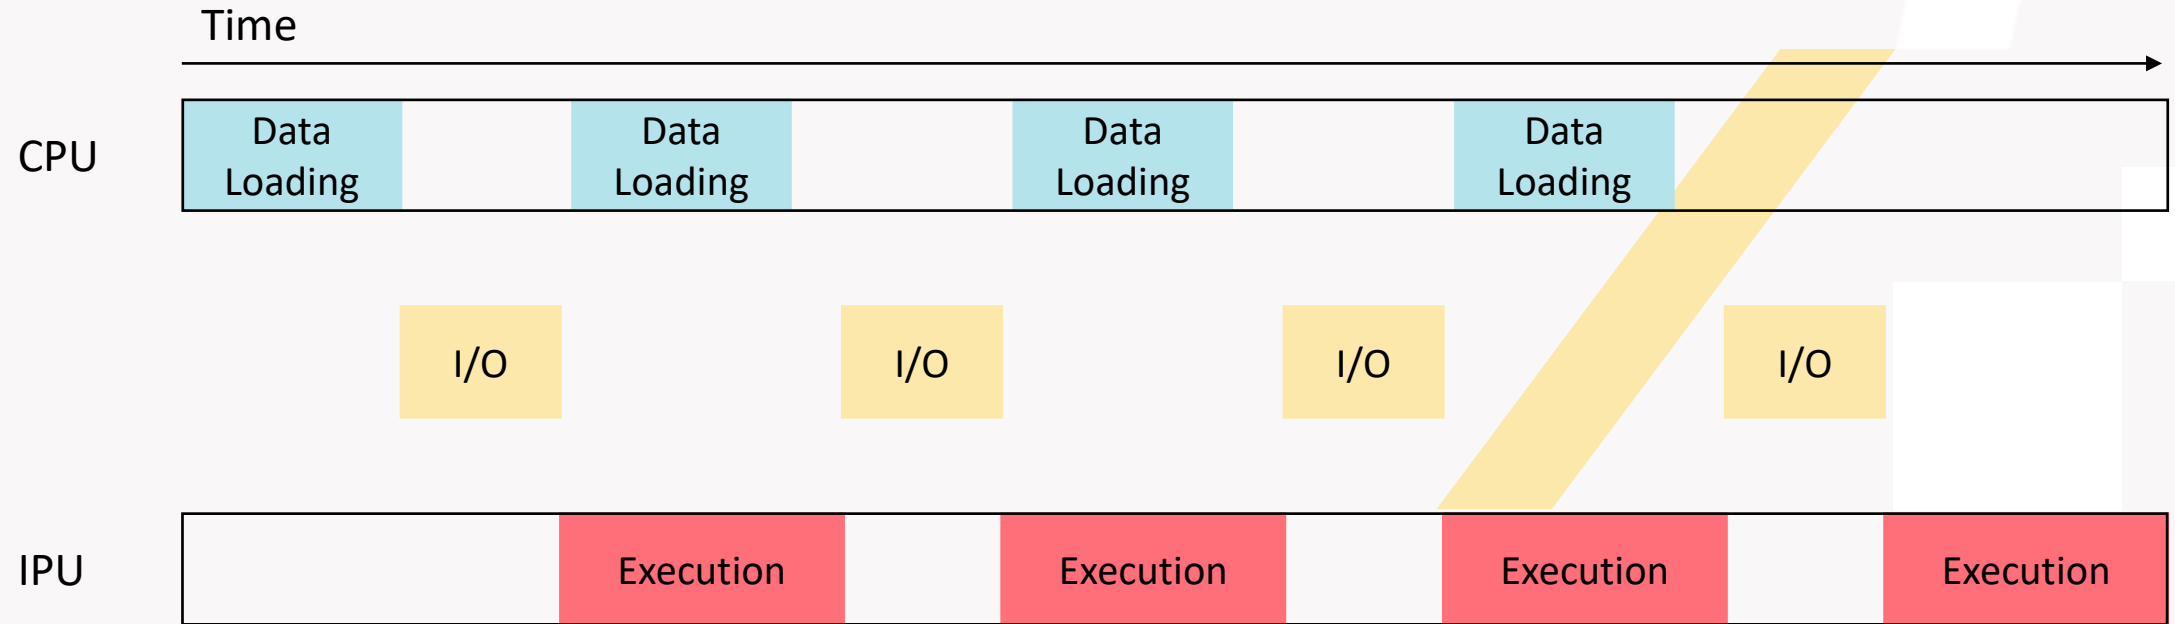 Time
CPU
Data
Loading
Data
Loading
Data
Loading
Data
Loading
I/O
I/O
I/O
I/O
IPU
Execution
Execution
Execution
Execution